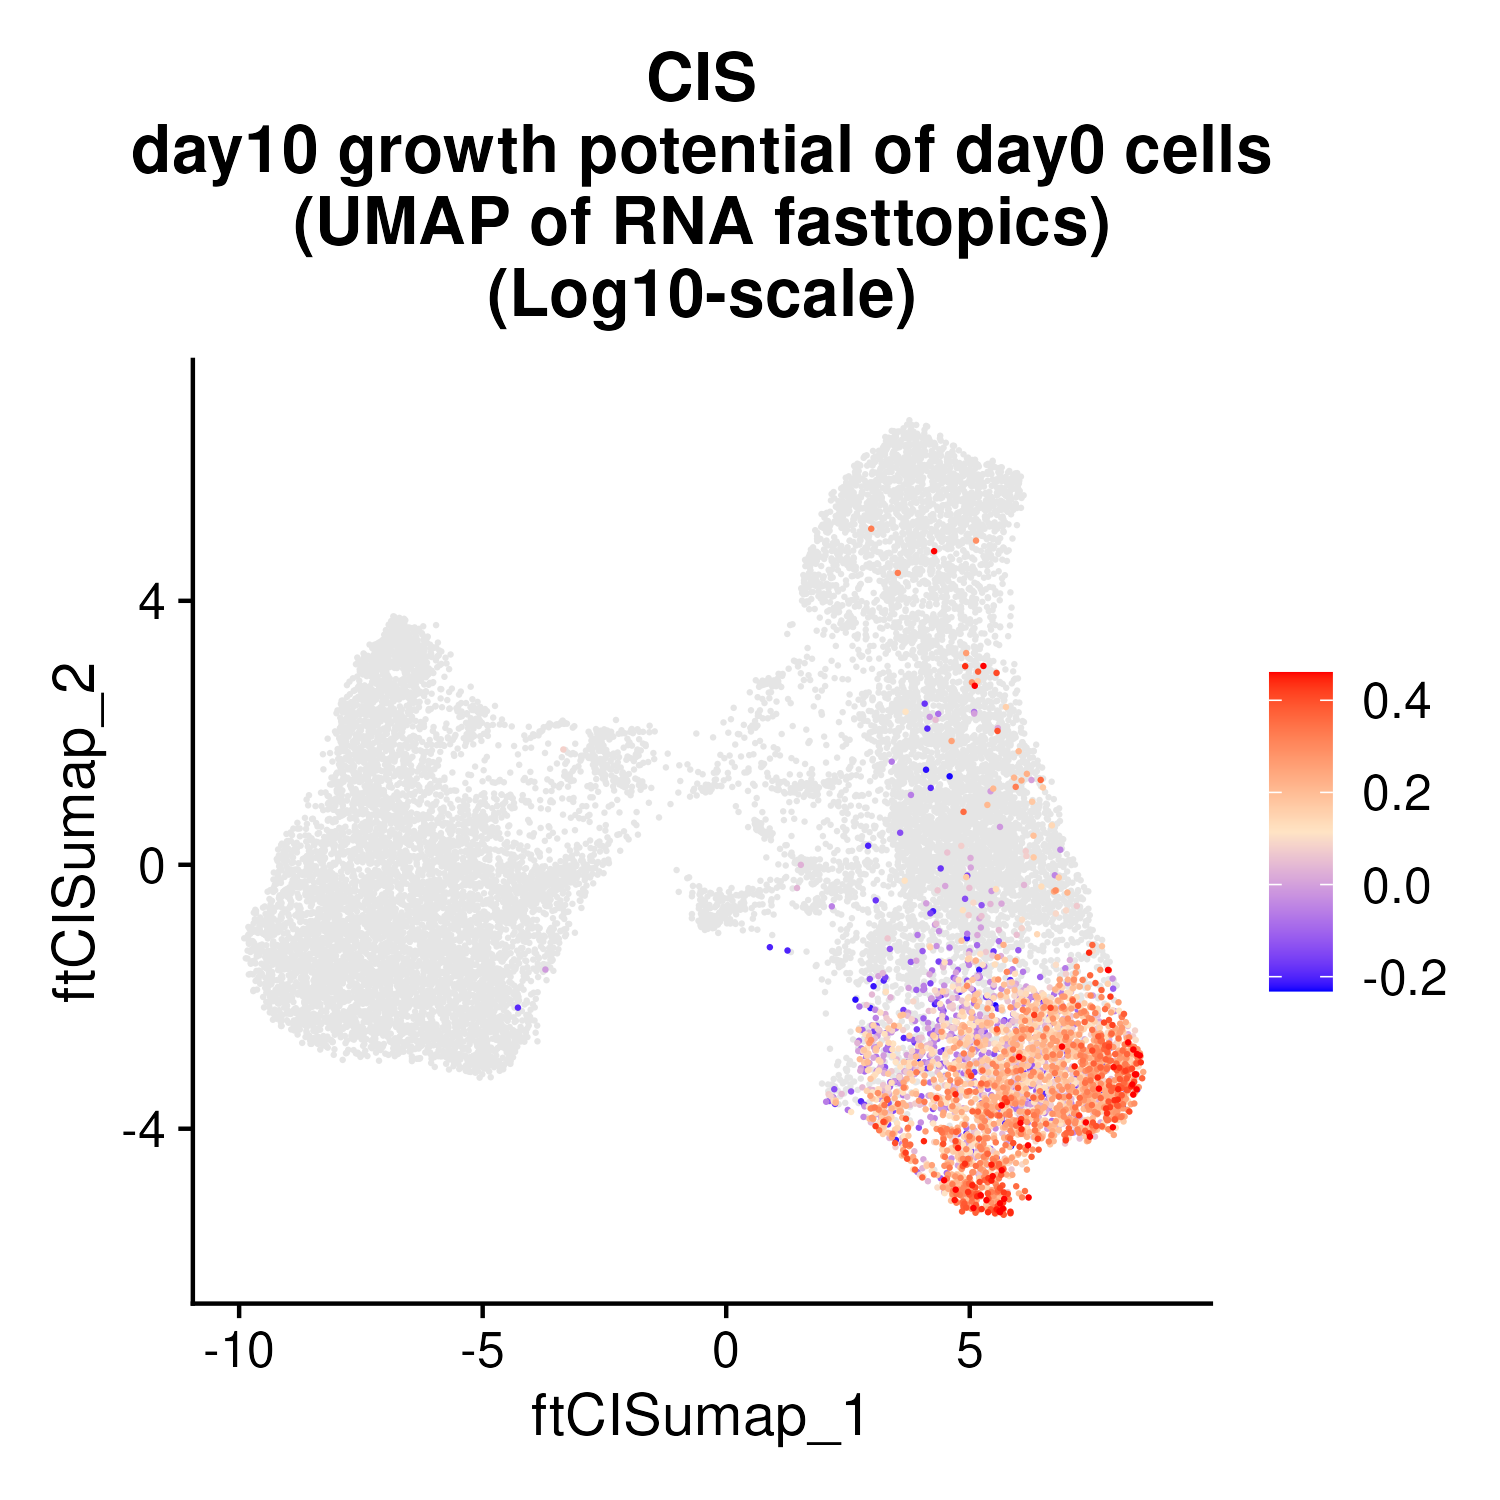 CIS
day10 growth potential of day0 cells
(UMAP of RNA fasttopics)
(Log10-scale)
ftCISumap_2
4
0
-4
-10
-5
0
5
ftCISumap_1
0.4
0.2
0.0
-0.2